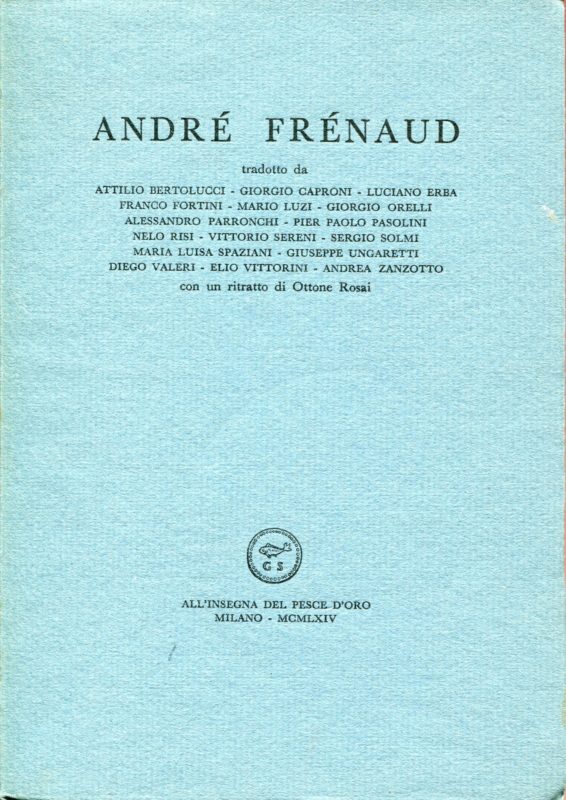 ANDRÉ FRÉNAUD
tradotto da
ATTILIO BERTOLUCCI - GIORGIO CAPRONI - LUCIANO ERBA
FRANCO FORTINI - MARIO LUZI - GIORGIO ORELLI
ALESSANDRO PARRONCHI - PIER PAOLO PASOLINI
NELO RISI - VITTORIO SERENI - SERGIO SOLMI
MARIA LUISA SPAZIANI - GIUSEPPE UNGARETTI
DIEGO VALERI - ELIO VITTORINI - ANDREA ZANZOTTO
con un ritratto di Ottone Rosai
G S
ALL'INSEGNA DEL PESCE D'ORO
MILANO - MCMLXIV